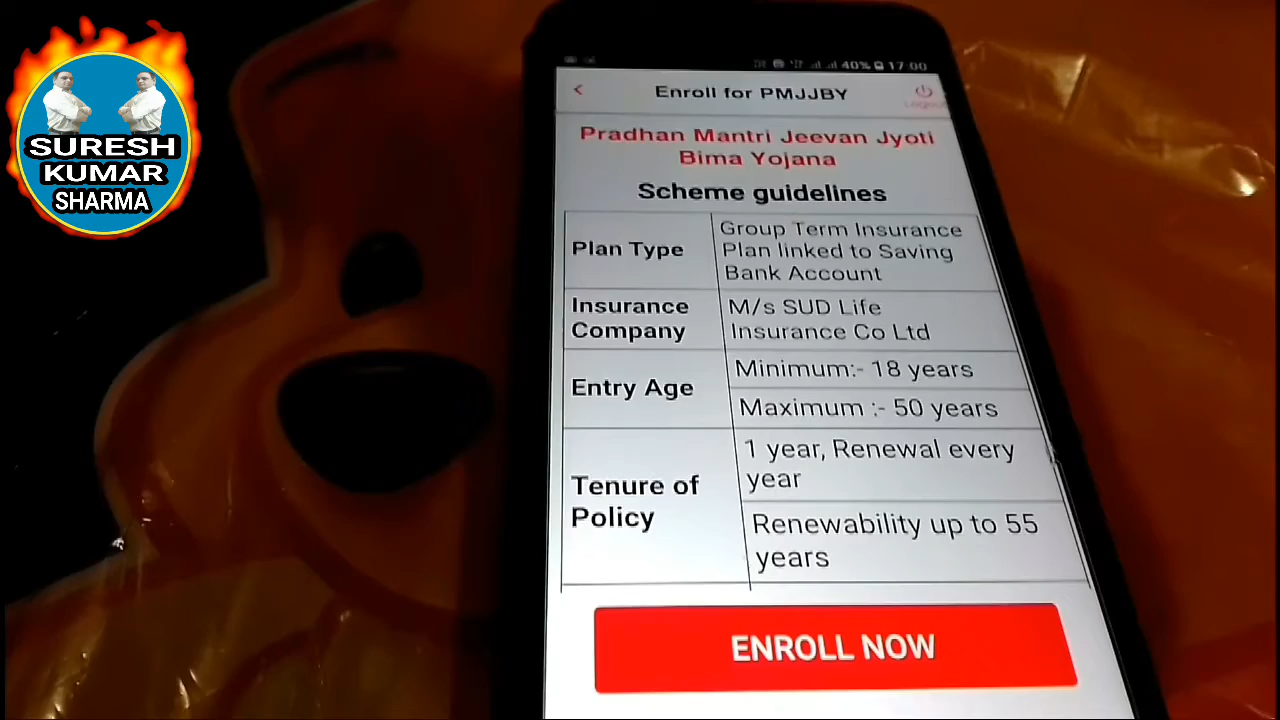 SURESH
KUMAR
SHARMA
40% 17:00
Enroll for PMJJBY
Logout
Pradhan Mantri Jeevan Jyoti
Bima Yojana
Scheme guidelines
Plan Type
Group Term Insurance
Plan linked to Saving
Bank Account
Insurance
Company
M/s SUD Life
Insurance Co Ltd
Entry Age
Minimum:- 18 years
Maximum :- 50 years
Tenure of
Policy
1 year, Renewal every
year
Renewability up to 55
years
ENROLL NOW